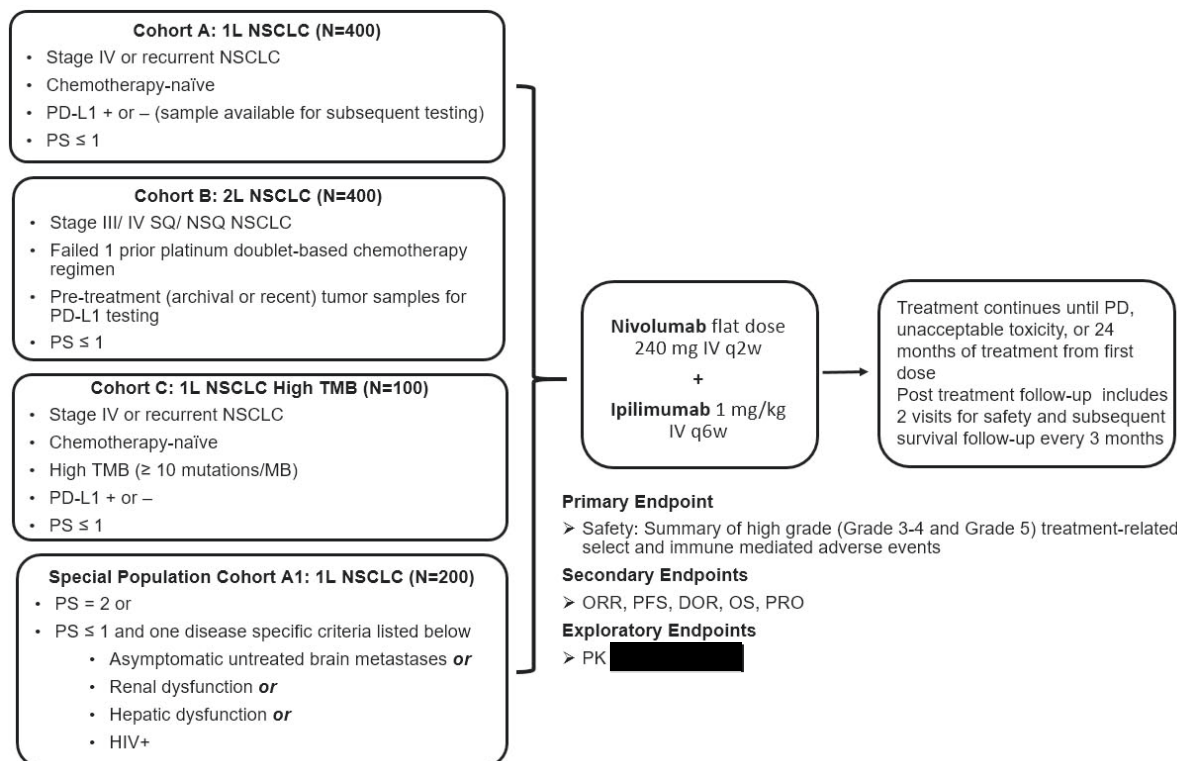 Cohort A: 1L NSCLC (N=400)
• Stage IV or recurrent NSCLC
• Chemotherapy-naïve
• PD-L1 + or – (sample available for subsequent testing)
• PS ≤ 1
Cohort B: 2L NSCLC (N=400)
• Stage III/ IV SQ/ NSQ NSCLC
• Failed 1 prior platinum doublet-based chemotherapy
regimen
• Pre-treatment (archival or recent) tumor samples for
PD-L1 testing
• PS ≤ 1
Cohort C: 1L NSCLC High TMB (N=100)
• Stage IV or recurrent NSCLC
• Chemotherapy-naïve
• High TMB (≥ 10 mutations/MB)
• PD-L1 + or –
• PS ≤ 1
Special Population Cohort A1: 1L NSCLC (N=200)
• PS = 2 or
• PS ≤ 1 and one disease specific criteria listed below
• Asymptomatic untreated brain metastases or
• Renal dysfunction or
• Hepatic dysfunction or
• HIV+
Nivolumab flat dose
240 mg IV q2w
+
Ipilimumab 1 mg/kg
IV q6w
Treatment continues until PD,
unacceptable toxicity, or 24
months of treatment from first
dose
Post treatment follow-up includes
2 visits for safety and subsequent
survival follow-up every 3 months
Primary Endpoint
➢ Safety: Summary of high grade (Grade 3-4 and Grade 5) treatment-related
select and immune mediated adverse events
Secondary Endpoints
➢ ORR, PFS, DOR, OS, PRO
Exploratory Endpoints
➢ PK